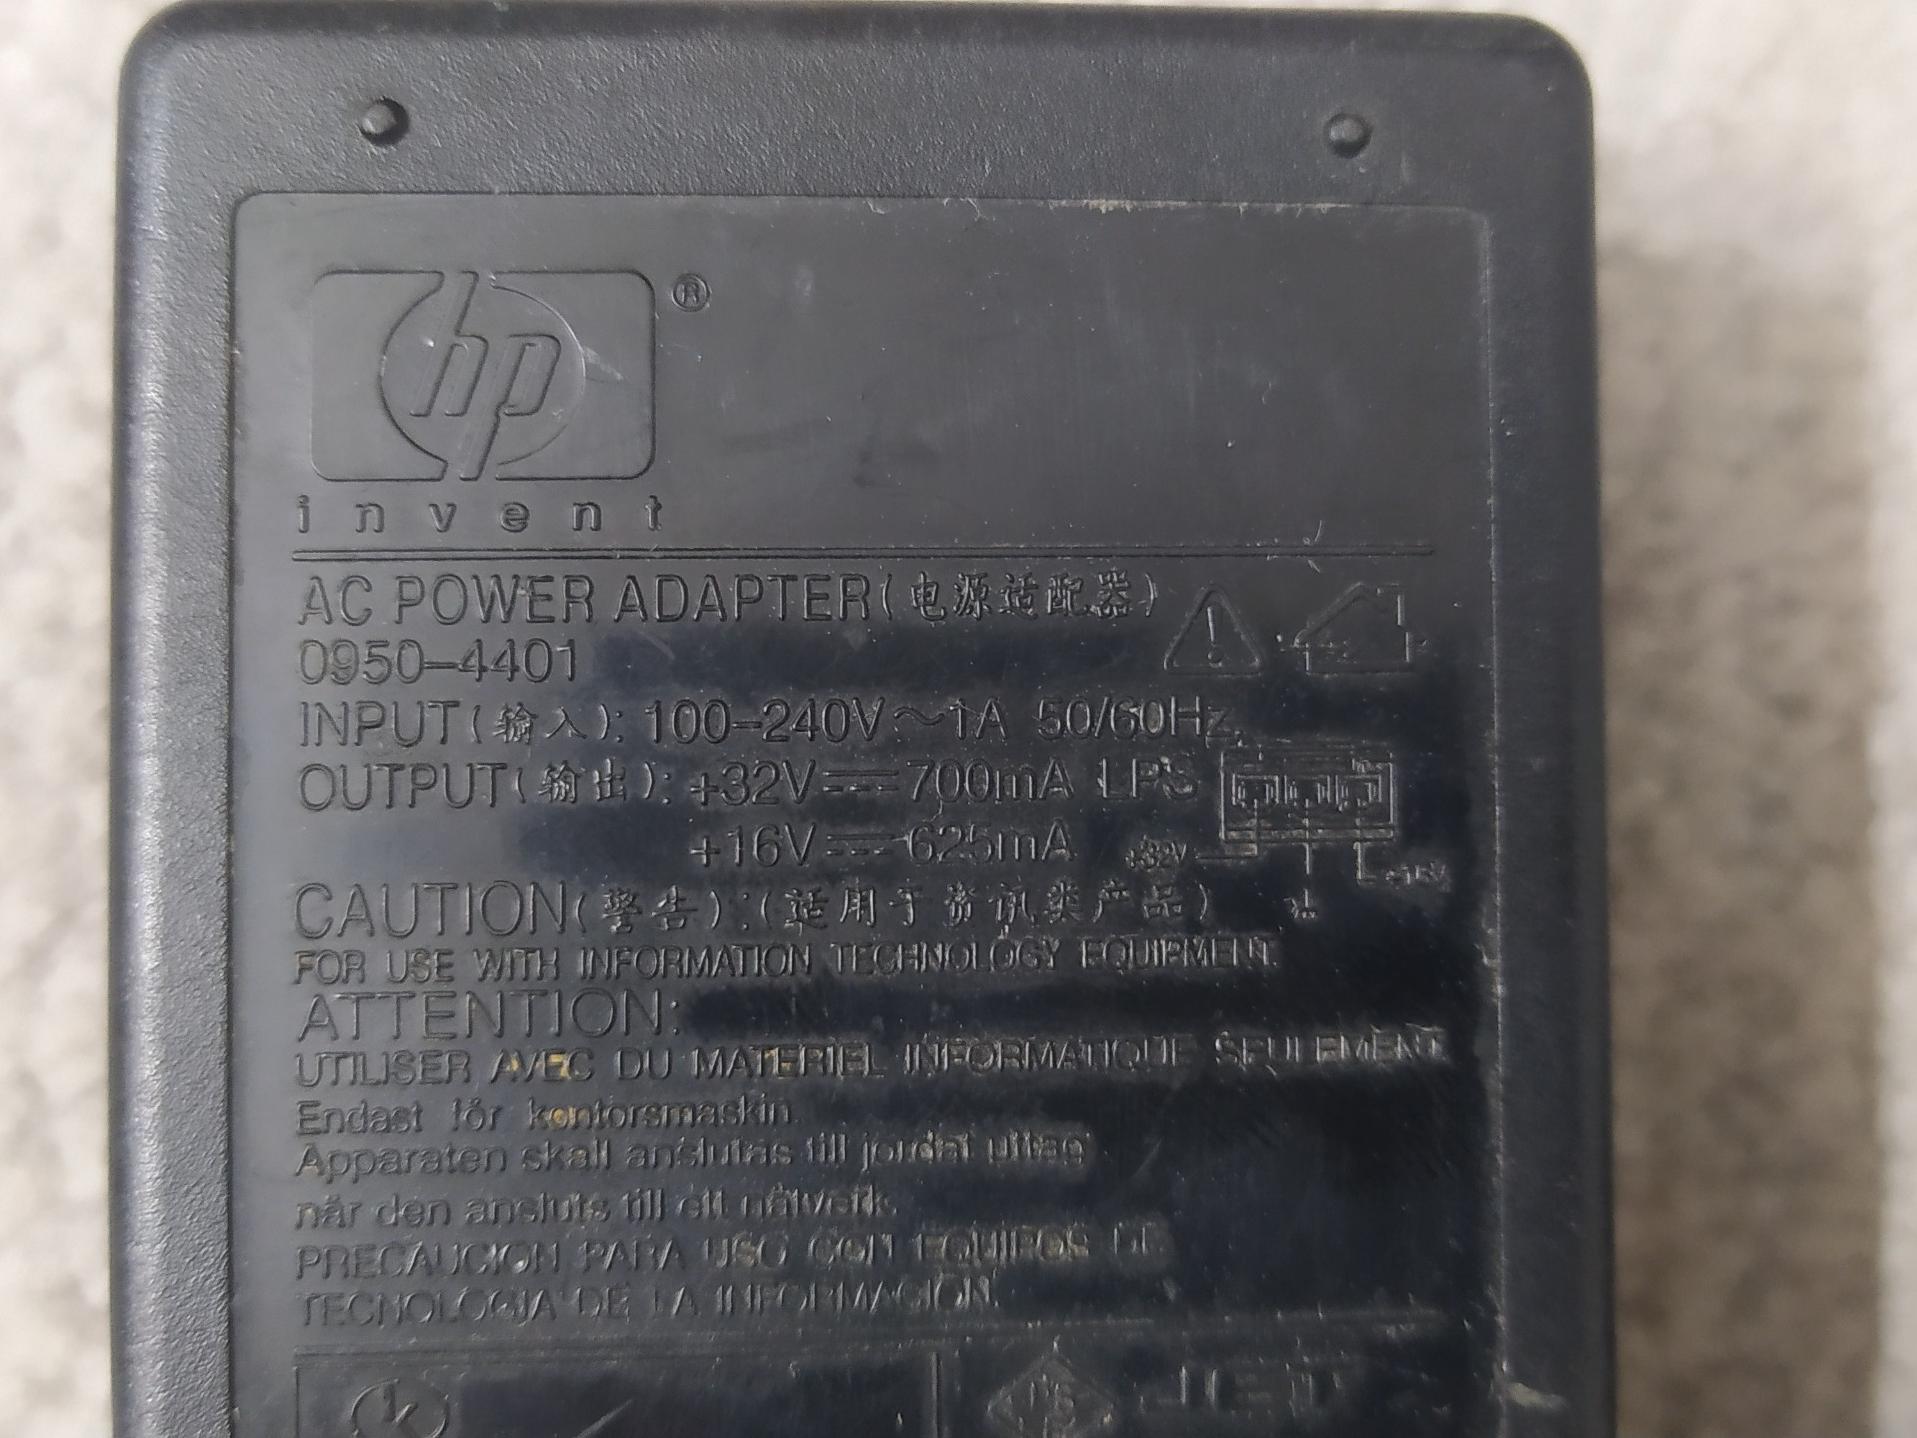 hp ®
invent
AC POWER ADAPTER(电源适配器)
0950-4401
INPUT(输入): 100-240V~1A 50/60Hz
OUTPUT(输出): +32V⎓700mA LPS
+16V⎓625mA
+32V
+16V
CAUTION(警告):(适用于资讯类产品)
FOR USE WITH INFORMATION TECHNOLOGY EQUIPMENT.
ATTENTION:
UTILISER AVEC DU MATERIEL INFORMATIQUE SEULEMENT.
Endast för kontorsmaskin.
Apparaten skall anslutas till jordat uttag
när den ansluts till ett nätverk.
PRECAUCION PARA USO CON EQUIPOS DE
TECNOLOGIA DE LA INFORMACION.
PS JET